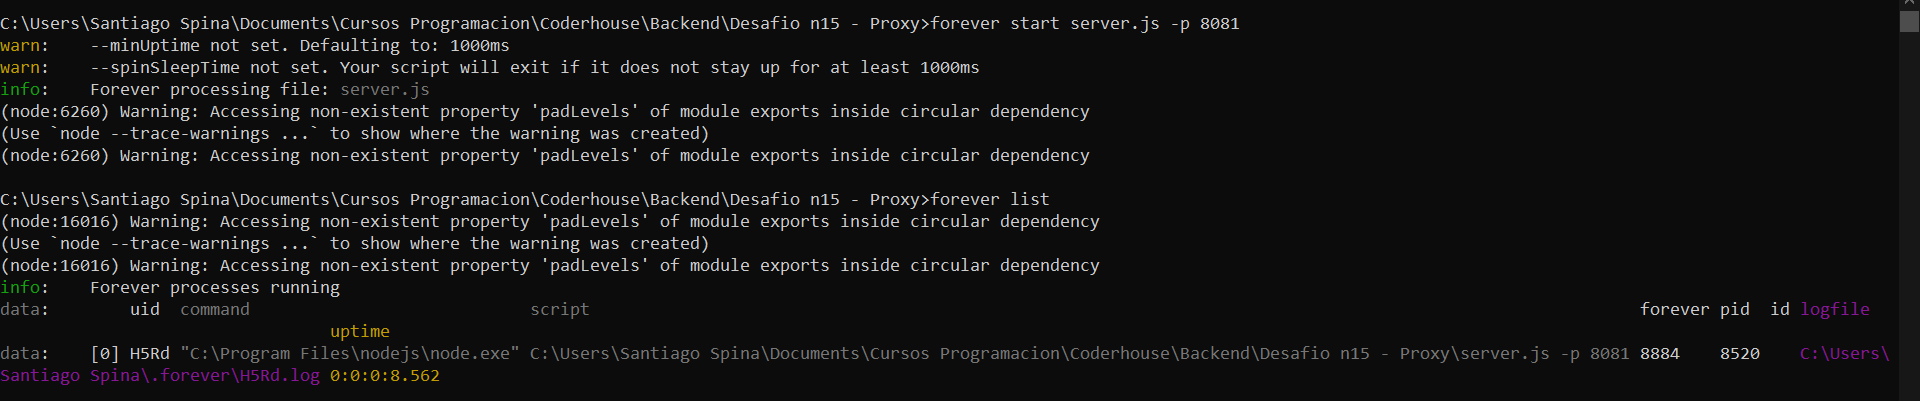 C:\Users\Santiago Spina\Documents\Cursos Programacion\Coderhouse\Backend\Desafio n15 - Proxy>forever start server.js -p 8081
warn:    --minUptime not set. Defaulting to: 1000ms
warn:    --spinSleepTime not set. Your script will exit if it does not stay up for at least 1000ms
info:    Forever processing file: server.js
(node:6260) Warning: Accessing non-existent property 'padLevels' of module exports inside circular dependency
(Use `node --trace-warnings ...` to show where the warning was created)
(node:6260) Warning: Accessing non-existent property 'padLevels' of module exports inside circular dependency
C:\Users\Santiago Spina\Documents\Cursos Programacion\Coderhouse\Backend\Desafio n15 - Proxy>forever list
(node:16016) Warning: Accessing non-existent property 'padLevels' of module exports inside circular dependency
(Use `node --trace-warnings ...` to show where the warning was created)
(node:16016) Warning: Accessing non-existent property 'padLevels' of module exports inside circular dependency
info:    Forever processes running
data:        uid  command                            script                                                                                                         forever pid  id logfile
uptime
data:    [0] H5Rd "C:\Program Files\nodejs\node.exe" C:\Users\Santiago Spina\Documents\Cursos Programacion\Coderhouse\Backend\Desafio n15 - Proxy\server.js -p 8081 8884    8520    C:\Users\
Santiago Spina\.forever\H5Rd.log 0:0:0:8.562